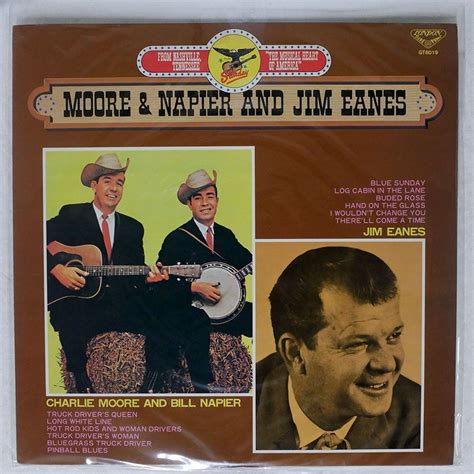 FROM NASHVILLE, TENNESSEE
Sunday
"THE MUSICAL HEART OF AMERICA"
LONDON
GT6019
MOORE & NAPIER AND JIM EANES
BLUE SUNDAY
LOG CABIN IN THE LANE
BUDED ROSE
HAND ON THE GLASS
I WOULDN'T CHANGE YOU
THERE'LL COME A TIME
JIM EANES
CHARLIE MOORE AND BILL NAPIER
TRUCK DRIVER'S QUEEN
LONG WHITE LINE
HOT ROD KIDS AND WOMAN DRIVERS
TRUCK DRIVER'S WOMAN
BLUEGRASS TRUCK DRIVER
PINBALL BLUES